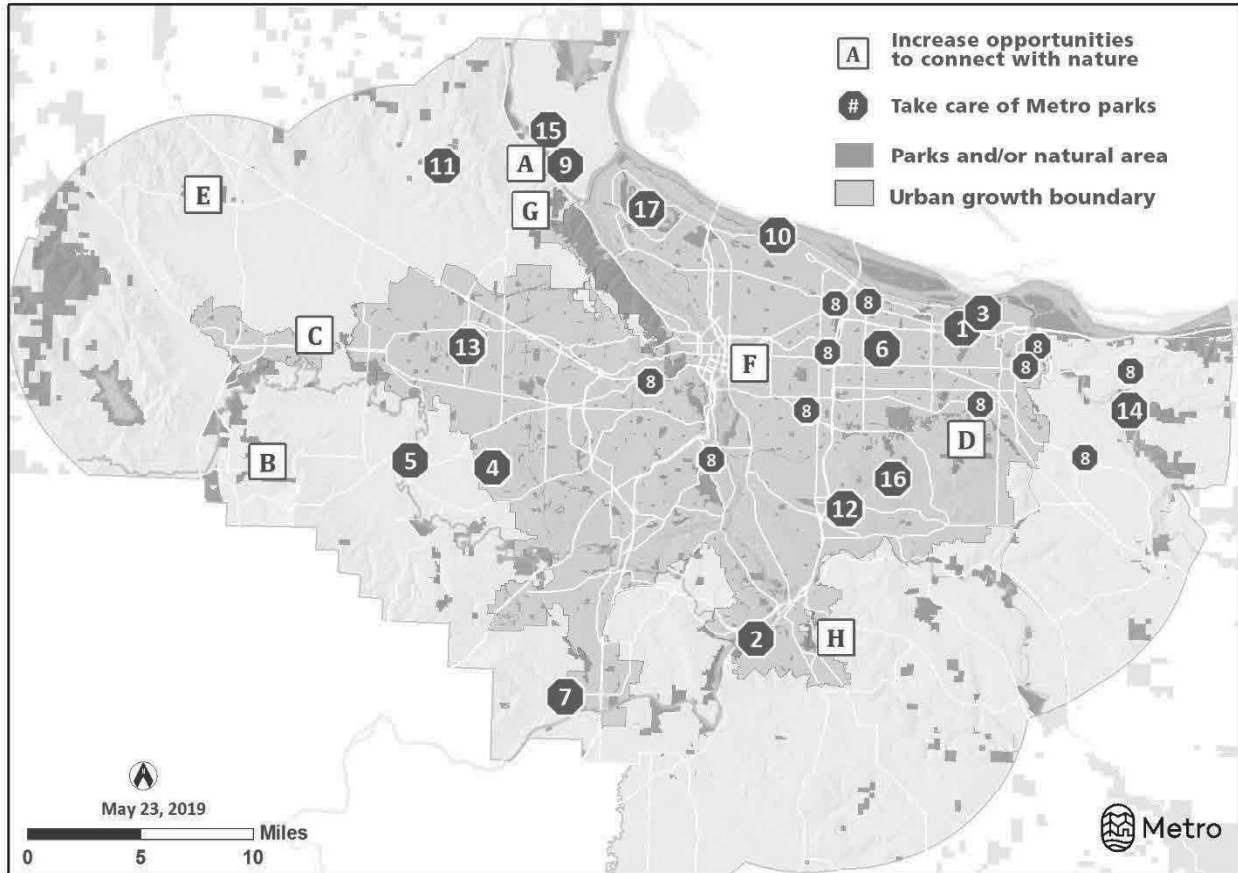 A Increase opportunities
to connect with nature
# Take care of Metro parks
Parks and/or natural area
Urban growth boundary
15
A
9
11
E
G
17
10
8
8
3
1
C
13
6
8
8
8
F
8
8
8
14
8
D
B
5
4
8
8
16
12
2
H
7
May 23, 2019
Miles
0 5 10
Metro